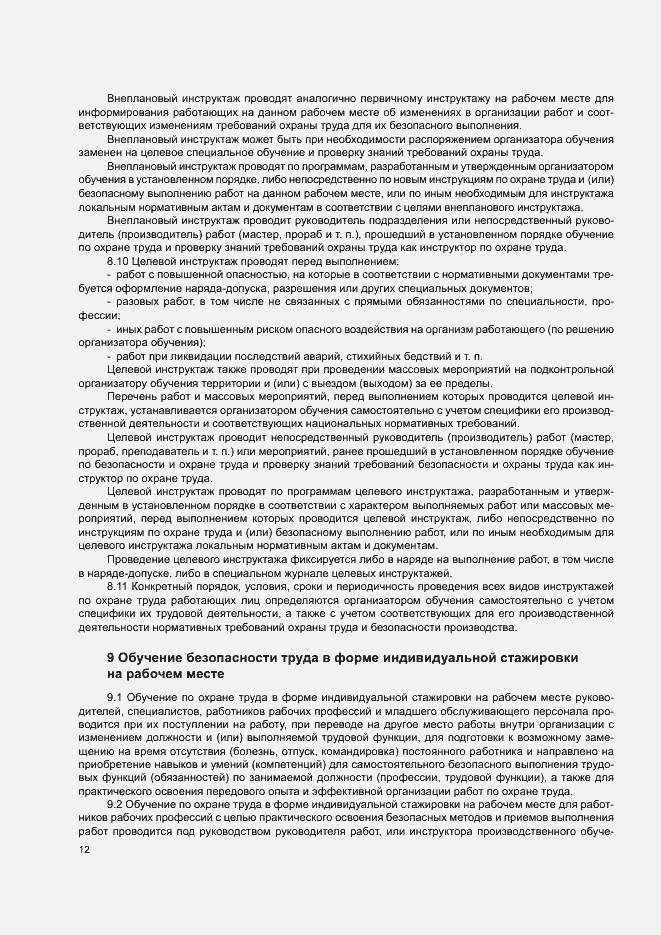 Внеплановый инструктаж проводят аналогично первичному инструктажу на рабочем месте для
информирования работающих на данном рабочем месте об изменениях в организации работ и соот-
ветствующих изменениям требований охраны труда для их безопасного выполнения.
Внеплановый инструктаж может быть при необходимости распоряжением организатора обучения
заменен на целевое специальное обучение и проверку знаний требований охраны труда.
Внеплановый инструктаж проводят по программам, разработанным и утвержденным организатором
обучения в установленном порядке, либо непосредственно по новым инструкциям по охране труда и (или)
безопасному выполнению работ на данном рабочем месте, или по иным необходимым для инструктажа
локальным нормативным актам и документам в соответствии с целями внепланового инструктажа.
Внеплановый инструктаж проводит руководитель подразделения или непосредственный руково-
дитель (производитель) работ (мастер, прораб и т. п.), прошедший в установленном порядке обучение
по охране труда и проверку знаний требований охраны труда как инструктор по охране труда.
8.10 Целевой инструктаж проводят перед выполнением:
- работ с повышенной опасностью, на которые в соответствии с нормативными документами тре-
буется оформление наряда-допуска, разрешения или других специальных документов;
- разовых работ, в том числе не связанных с прямыми обязанностями по специальности, про-
фессии;
- иных работ с повышенным риском опасного воздействия на организм работающего (по решению
организатора обучения);
- работ при ликвидации последствий аварий, стихийных бедствий и т. п.
Целевой инструктаж также проводят при проведении массовых мероприятий на подконтрольной
организатору обучения территории и (или) с выездом (выходом) за ее пределы.
Перечень работ и массовых мероприятий, перед выполнением которых проводится целевой ин-
структаж, устанавливается организатором обучения самостоятельно с учетом специфики его производ-
ственной деятельности и соответствующих национальных нормативных требований.
Целевой инструктаж проводит непосредственный руководитель (производитель) работ (мастер,
прораб, преподаватель и т. п.) или мероприятий, ранее прошедший в установленном порядке обучение
по безопасности и охране труда и проверку знаний требований безопасности и охраны труда как ин-
структор по охране труда.
Целевой инструктаж проводят по программам целевого инструктажа, разработанным и утверж-
денным в установленном порядке в соответствии с характером выполняемых работ или массовых ме-
роприятий, перед выполнением которых проводится целевой инструктаж, либо непосредственно по
инструкциям по охране труда и (или) безопасному выполнению работ, или по иным необходимым для
целевого инструктажа локальным нормативным актам и документам.
Проведение целевого инструктажа фиксируется либо в наряде на выполнение работ, в том числе
в наряде-допуске, либо в специальном журнале целевых инструктажей.
8.11 Конкретный порядок, условия, сроки и периодичность проведения всех видов инструктажей
по охране труда работающих лиц определяются организатором обучения самостоятельно с учетом
специфики их трудовой деятельности, а также с учетом соответствующих для его производственной
деятельности нормативных требований охраны труда и безопасности производства.
9 Обучение безопасности труда в форме индивидуальной стажировки
на рабочем месте
9.1 Обучение по охране труда в форме индивидуальной стажировки на рабочем месте руково-
дителей, специалистов, работников рабочих профессий и младшего обслуживающего персонала про-
водится при их поступлении на работу, при переводе на другое место работы внутри организации с
изменением должности и (или) выполняемой трудовой функции, для подготовки к возможному заме-
щению на время отсутствия (болезнь, отпуск, командировка) постоянного работника и направлено на
приобретение навыков и умений (компетенций) для самостоятельного безопасного выполнения трудо-
вых функций (обязанностей) по занимаемой должности (профессии, трудовой функции), а также для
практического освоения передового опыта и эффективной организации работ по охране труда.
9.2 Обучение по охране труда в форме индивидуальной стажировки на рабочем месте для работ-
ников рабочих профессий с целью практического освоения безопасных методов и приемов выполнения
работ проводится под руководством руководителя работ, или инструктора производственного обуче-
12